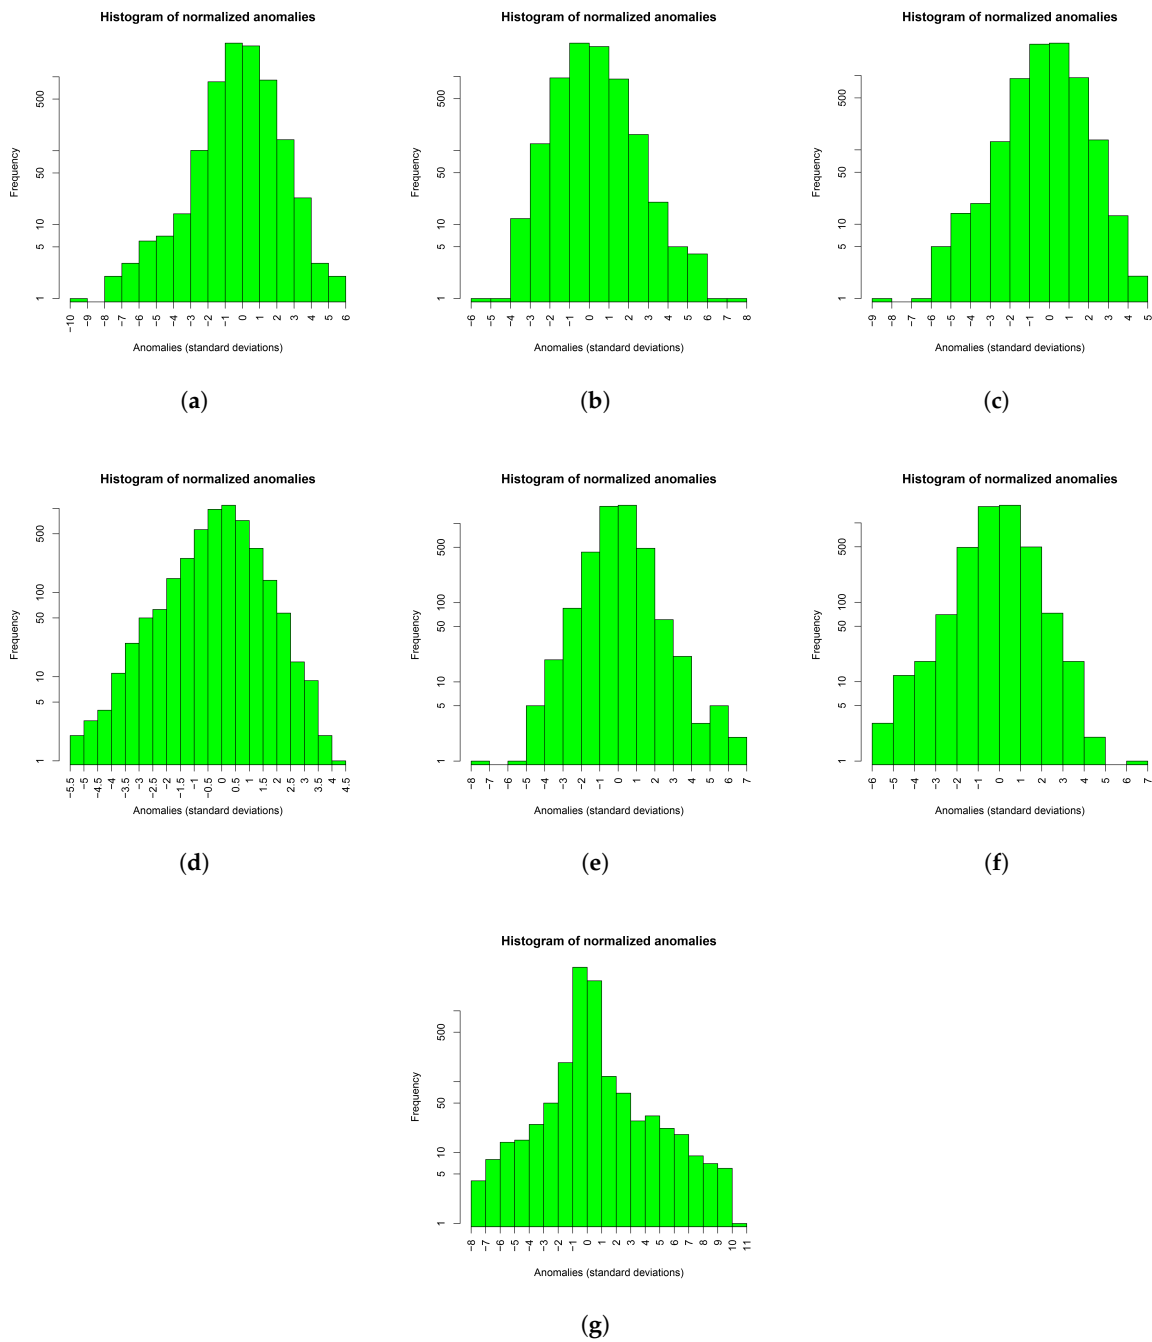 Histogram of normalized anomalies Histogram of normalized anomalies Histogram of normalized anomalies
Frequency 1 5 10 50 500 Frequency 1 5 10 50 500 Frequency 1 5 10 50 500
−10 −9 −8 −7 −6 −5 −4 −3 −2 −1 0 1 2 3 4 5 6 −6 −5 −4 −3 −2 −1 0 1 2 3 4 5 6 7 8 −9 −8 −7 −6 −5 −4 −3 −2 −1 0 1 2 3 4 5
Anomalies (standard deviations) Anomalies (standard deviations) Anomalies (standard deviations)
(a) (b) (c)
Histogram of normalized anomalies Histogram of normalized anomalies Histogram of normalized anomalies
Frequency 1 5 10 50 100 500 Frequency 1 5 10 50 100 500 Frequency 1 5 10 50 100 500
−5.5 −5 −4.5 −4 −3.5 −3 −2.5 −2 −1.5 −1 −0.5 0 0.5 1 1.5 2 2.5 3 3.5 4 4.5 −8 −7 −6 −5 −4 −3 −2 −1 0 1 2 3 4 5 6 7 −6 −5 −4 −3 −2 −1 0 1 2 3 4 5 6 7
Anomalies (standard deviations) Anomalies (standard deviations) Anomalies (standard deviations)
(d) (e) (f)
Histogram of normalized anomalies
Frequency 1 5 10 50 500
−8 −7 −6 −5 −4 −3 −2 −1 0 1 2 3 4 5 6 7 8 9 10 11
Anomalies (standard deviations)
(g)